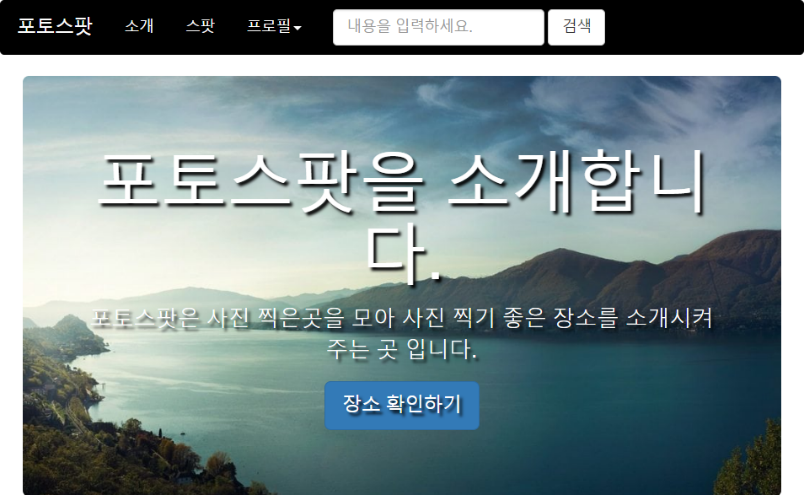 포토스팟 소개 스팟 프로필 내용을 입력하세요. 검색
포토스팟을 소개합니
다.
포토스팟은 사진 찍은곳을 모아 사진 찍기 좋은 장소를 소개시켜
주는 곳 입니다.
장소 확인하기